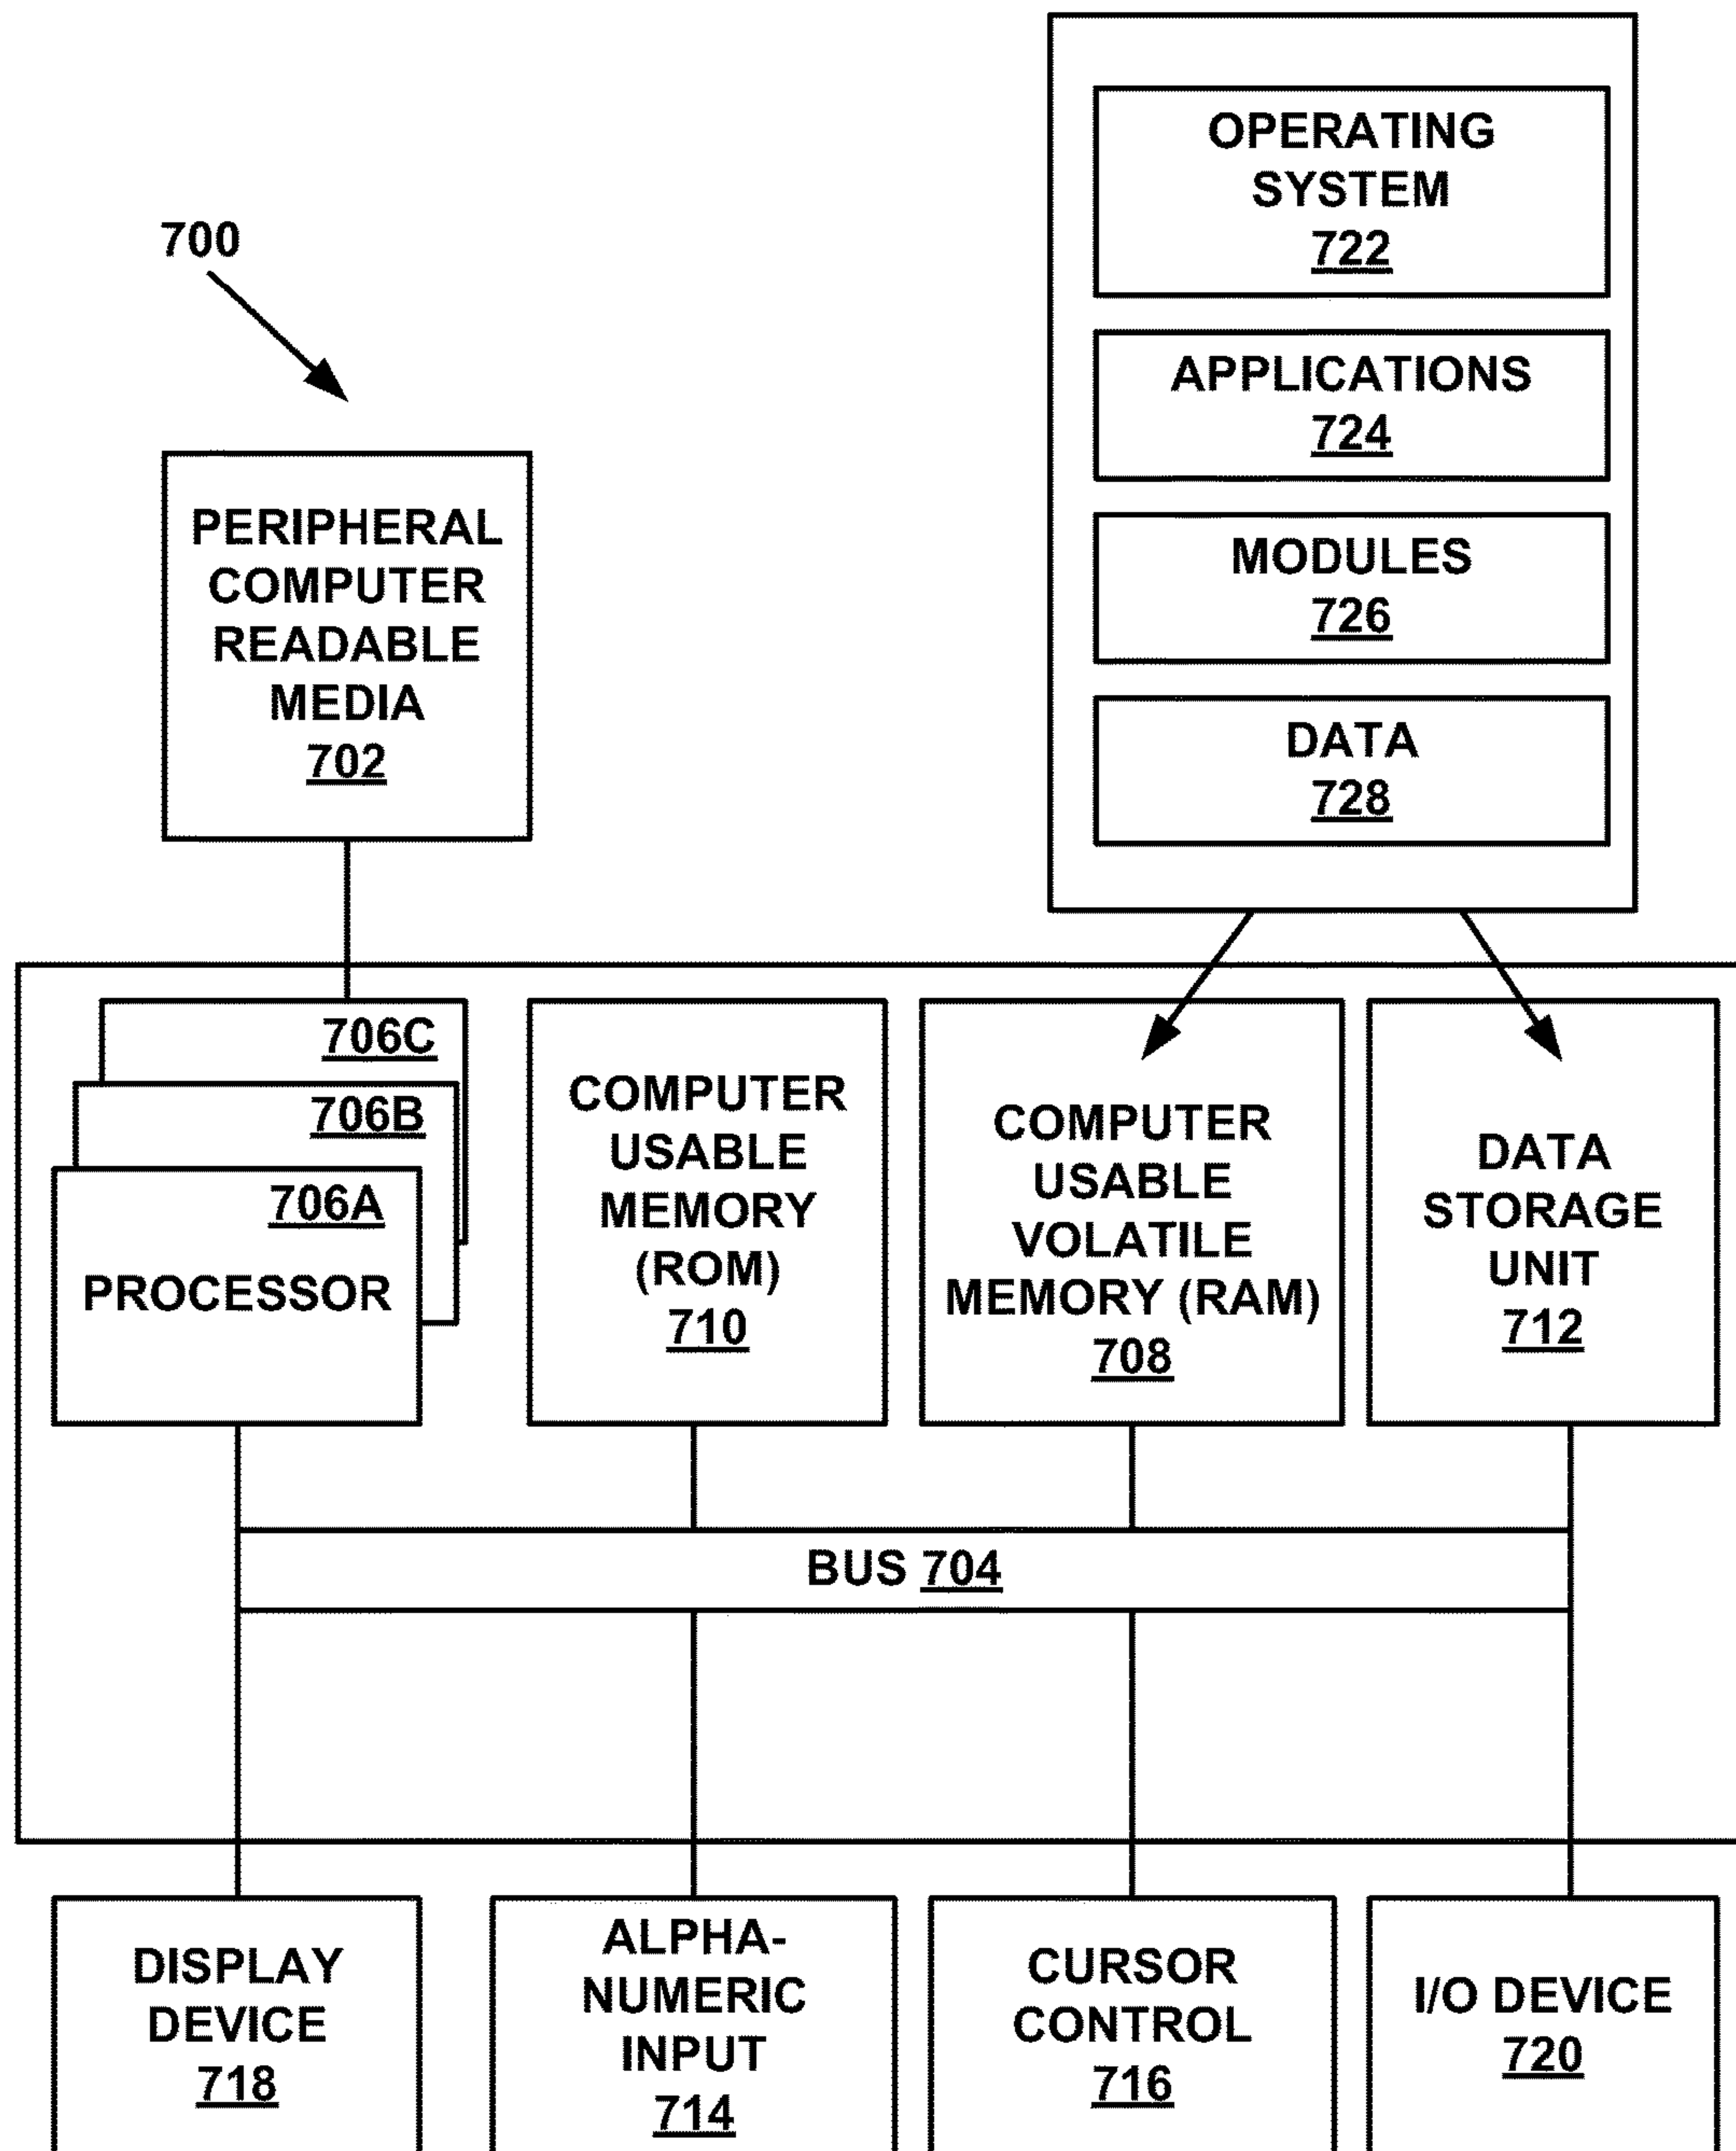 700
OPERATING
SYSTEM
722
APPLICATIONS
724
MODULES
726
DATA
728
PERIPHERAL
COMPUTER
READABLE
MEDIA
702
706C
706B
706A
PROCESSOR
COMPUTER
USABLE
MEMORY
(ROM)
710
COMPUTER
USABLE
VOLATILE
MEMORY (RAM)
708
DATA
STORAGE
UNIT
712
BUS 704
DISPLAY
DEVICE
718
ALPHA-
NUMERIC
INPUT
714
CURSOR
CONTROL
716
I/O DEVICE
720